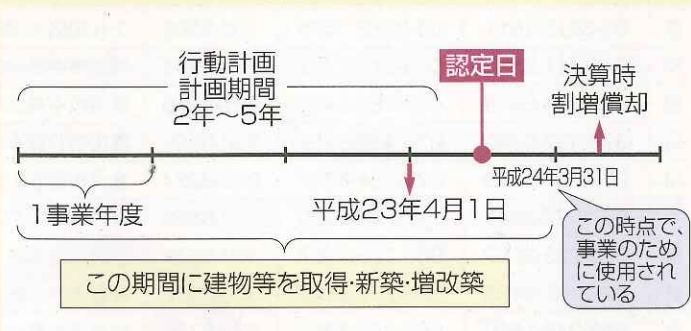 行動計画
計画期間
2年～5年
認定日
決算時
割増償却
1事業年度
平成23年4月1日
平成24年3月31日
この時点で、
事業のため
に使用され
ている
この期間に建物等を取得・新築・増改築